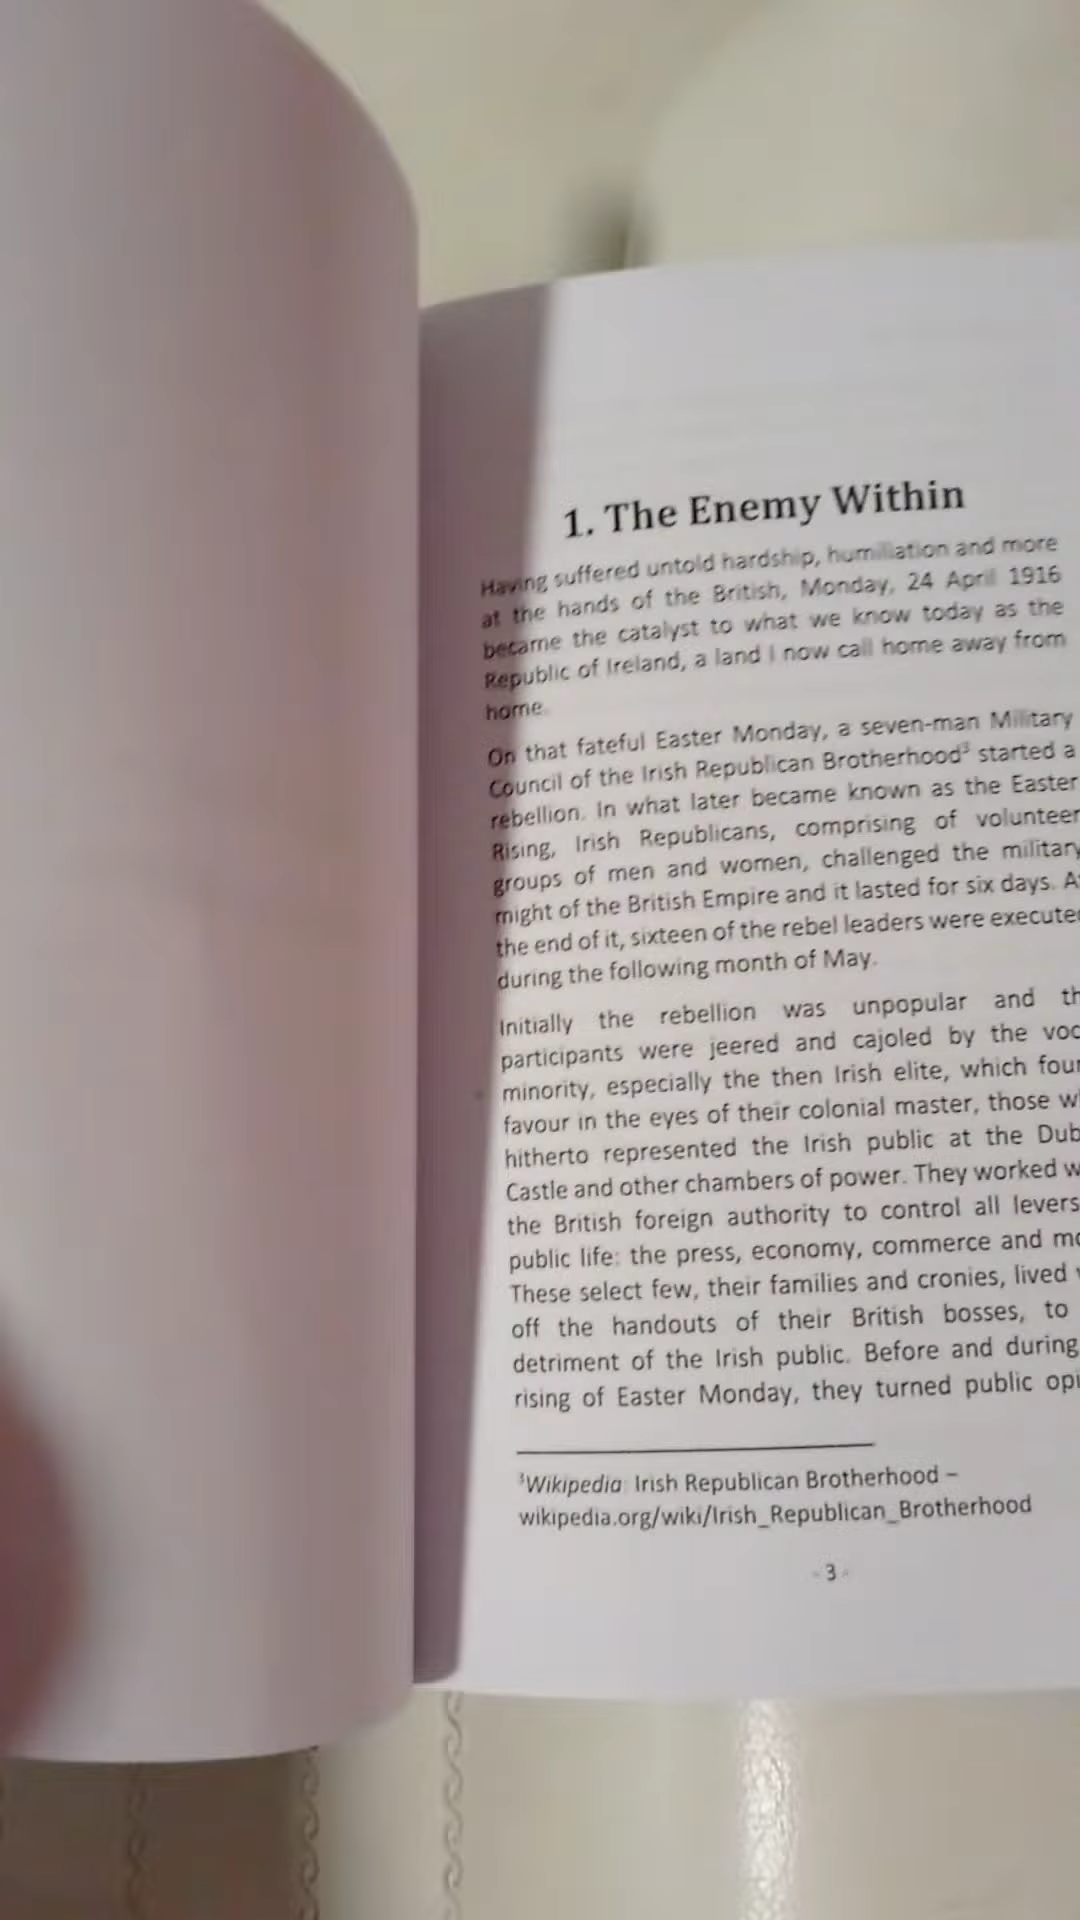 1. The Enemy Within
Having suffered untold hardship, humiliation and more
at the hands of the British, Monday, 24 April 1916
became the catalyst to what we know today as the
Republic of Ireland, a land I now call home away from
home.
On that fateful Easter Monday, a seven-man Military
Council of the Irish Republican Brotherhood³ started a
rebellion. In what later became known as the Easter
Rising, Irish Republicans, comprising of volunteer
groups of men and women, challenged the military
might of the British Empire and it lasted for six days.
the end of it, sixteen of the rebel leaders were executed
during the following month of May.
Initially the rebellion was unpopular and
participants were jeered and cajoled by the
minority, especially the then Irish elite, which
favour in the eyes of their colonial master, those
hitherto represented the Irish public at the
Castle and other chambers of power. They worked
the British foreign authority to control all levers
public life: the press, economy, commerce and
These select few, their families and cronies, lived
off the handouts of their British bosses, to
detriment of the Irish public. Before and during
rising of Easter Monday, they turned public
³Wikipedia: Irish Republican Brotherhood –
wikipedia.org/wiki/Irish_Republican_Brotherhood
- 3 -